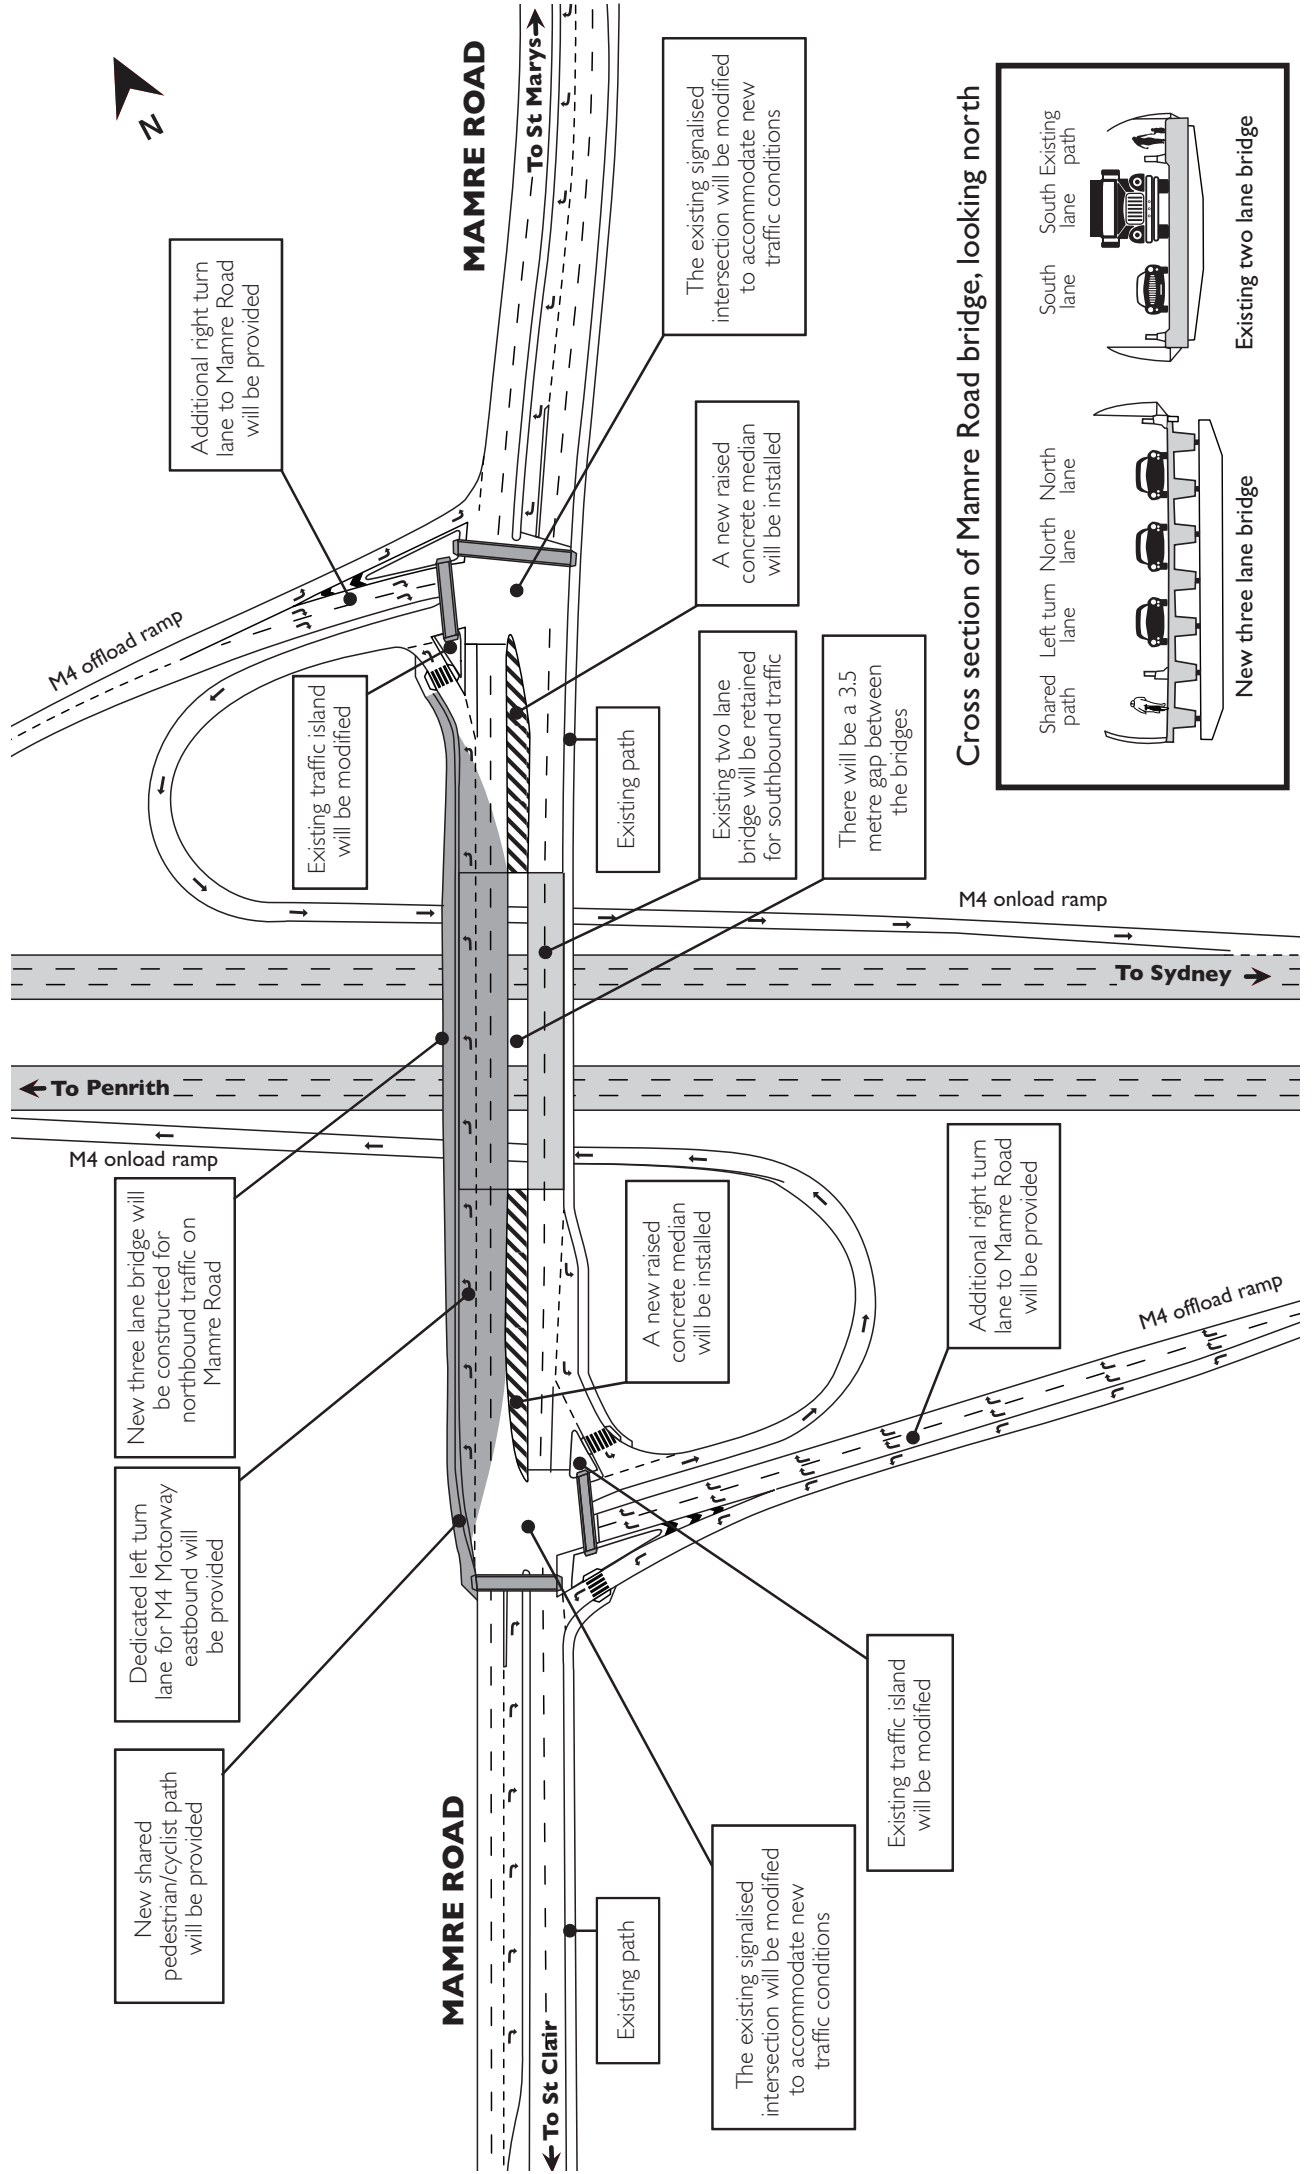 New shared
pedestrian/cyclist path
will be provided
Dedicated left turn
lane for M4 Motorway
eastbound will
be provided
New three lane bridge will
be constructed for
northbound traffic on
Mamre Road
M4 onload ramp
To Penrith
Existing traffic island
will be modified
M4 offload ramp
Additional right turn
lane to Mamre Road
will be provided
N
MAMRE ROAD
To St Clair
MAMRE ROAD
To St Marys
Existing path
The existing signalised
intersection will be modified
to accommodate new
traffic conditions
Existing traffic island
will be modified
A new raised
concrete median
will be installed
Additional right turn
lane to Mamre Road
will be provided
M4 offload ramp
Existing path
Existing two lane
bridge will be retained
for southbound traffic
There will be a 3.5
metre gap between
the bridges
A new raised
concrete median
will be installed
The existing signalised
intersection will be modified
to accommodate new
traffic conditions
M4 onload ramp
To Sydney
Cross section of Mamre Road bridge, looking north
Shared
path
Left turn
lane
North
lane
North
lane
South
lane
South
lane
Existing
path
New three lane bridge
Existing two lane bridge